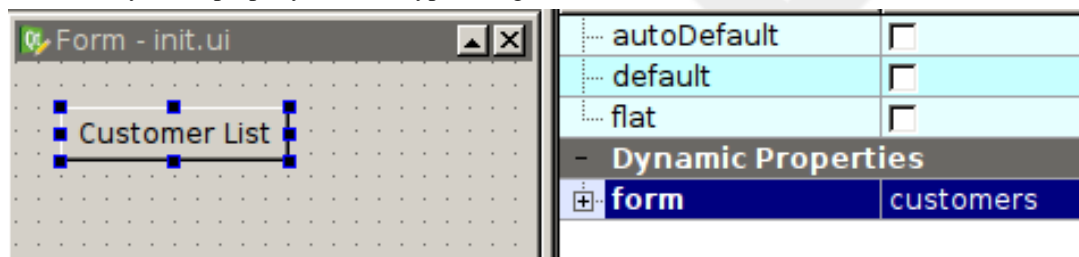 Form - init.ui
Customer List
autoDefault
default
flat
- Dynamic Properties
form customers